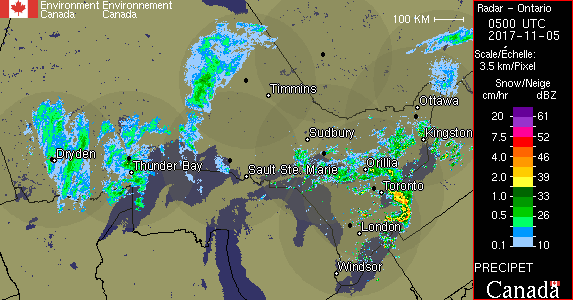 Environment Environnement
Canada Canada
100 KM
Timmins
Ottawa
Sudbury
Kingston
Dryden
Thunder Bay
Sault Ste. Marie
Orillia
Toronto
London
Windsor
Radar - Ontario
0500 UTC
2017-11-05
Scale/Échelle:
3.5 km/Pixel
Snow/Neige
cm/hr dBZ
20 61
7.5 52
4.0 46
2.0 39
1.0 33
0.5 26
0.1 10
PRECIPET
Canada